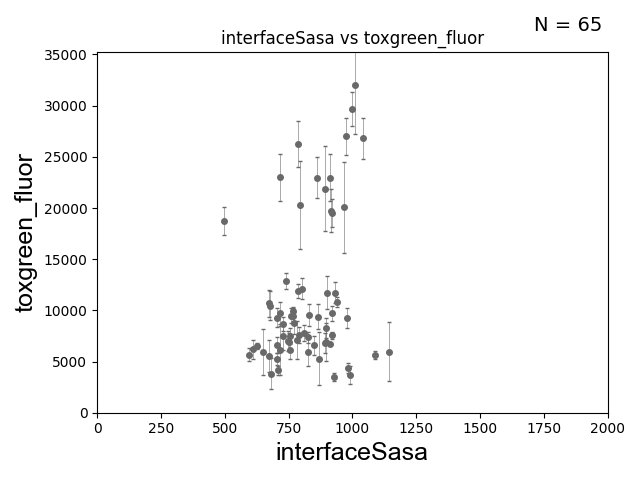 N = 65
interfaceSasa vs toxgreen_fluor
35000
30000
25000
20000
15000
10000
5000
0
toxgreen_fluor
0 250 500 750 1000 1250 1500 1750 2000
interfaceSasa